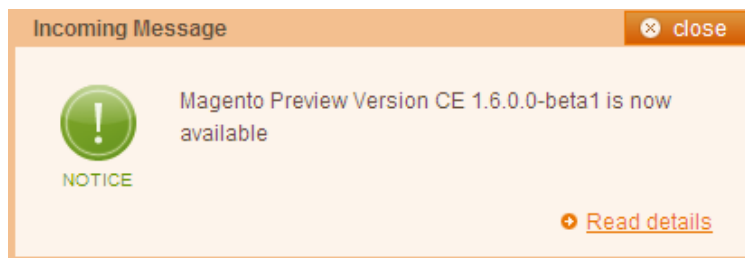 Incoming Message
close
Magento Preview Version CE 1.6.0.0-beta1 is now
available
NOTICE
Read details